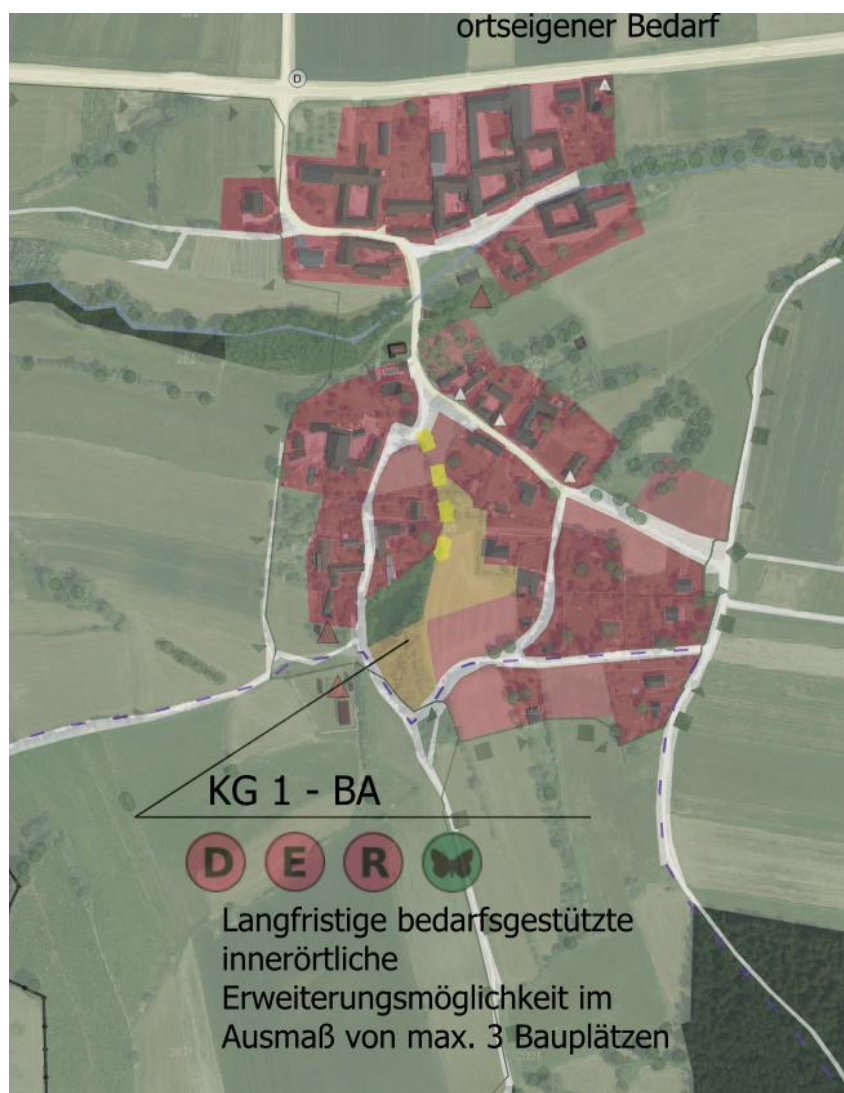 ortseigener Bedarf
D
KG 1 - BA
D E R
Langfristige bedarfsgestützte
innerörtliche
Erweiterungsmöglichkeit im
Ausmaß von max. 3 Bauplätzen